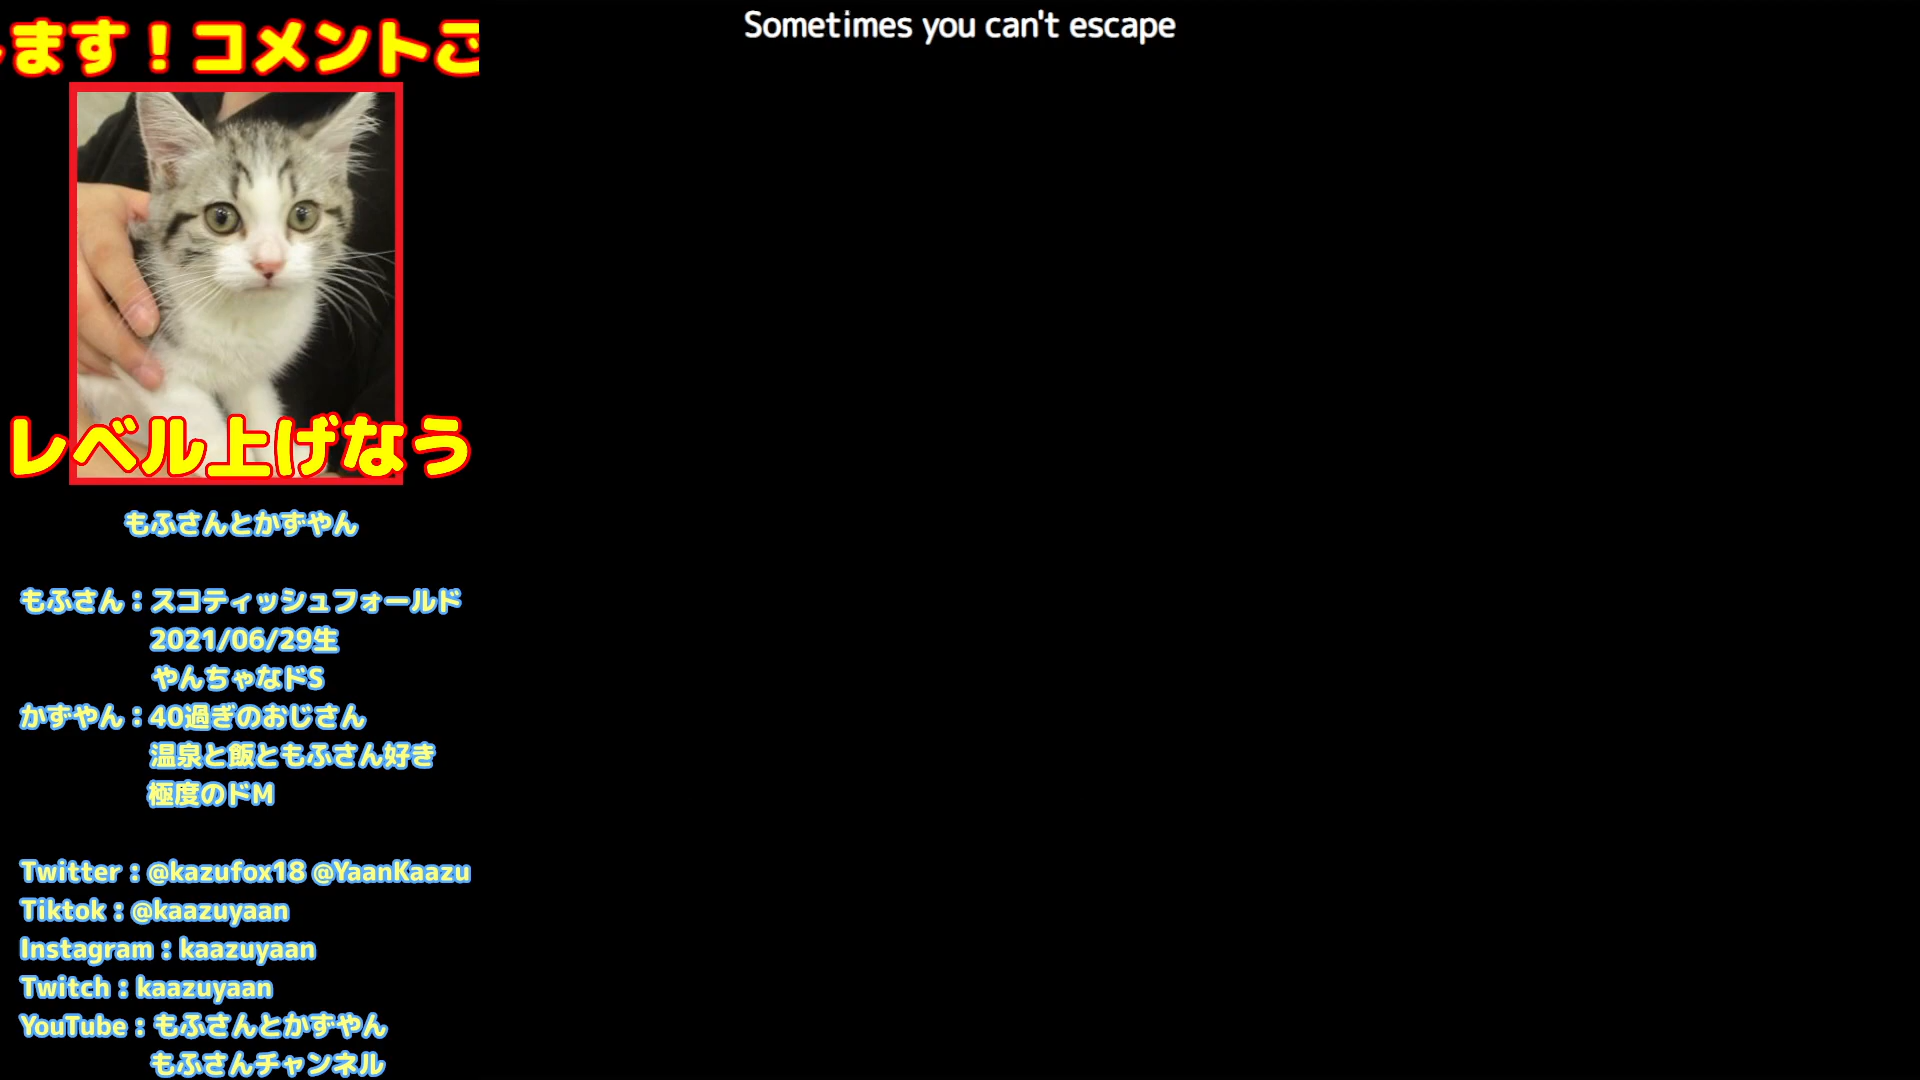 します！コメントご
レベル上げなう
もふさんとかずやん
もふさん：スコティッシュフォールド
2021/06/29生
やんちゃなドS
かずやん：40過ぎのおじさん
温泉と飯ともふさん好き
極度のドM
Twitter：@kazufox18 @YaanKaazu
Tiktok：@kaazuyaan
Instagram：kaazuyaan
Twitch：kaazuyaan
YouTube：もふさんとかずやん
もふさんチャンネル
Sometimes you can't escape